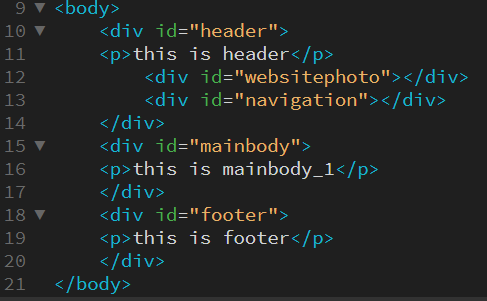 9 <body>
10 <div id="header">
11 <p>this is header</p>
12 <div id="websitephoto"></div>
13 <div id="navigation"></div>
14 </div>
15 <div id="mainbody">
16 <p>this is mainbody_1</p>
17 </div>
18 <div id="footer">
19 <p>this is footer</p>
20 </div>
21 </body>